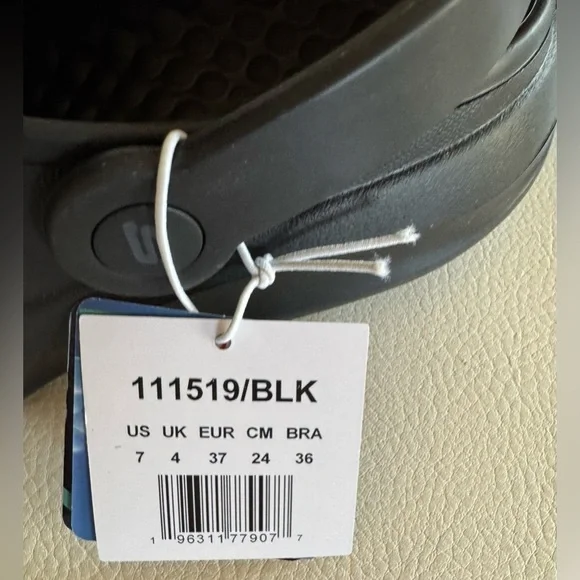 111519/BLK
US UK EUR CM BRA
7 4 37 24 36
1 96311 77907 7